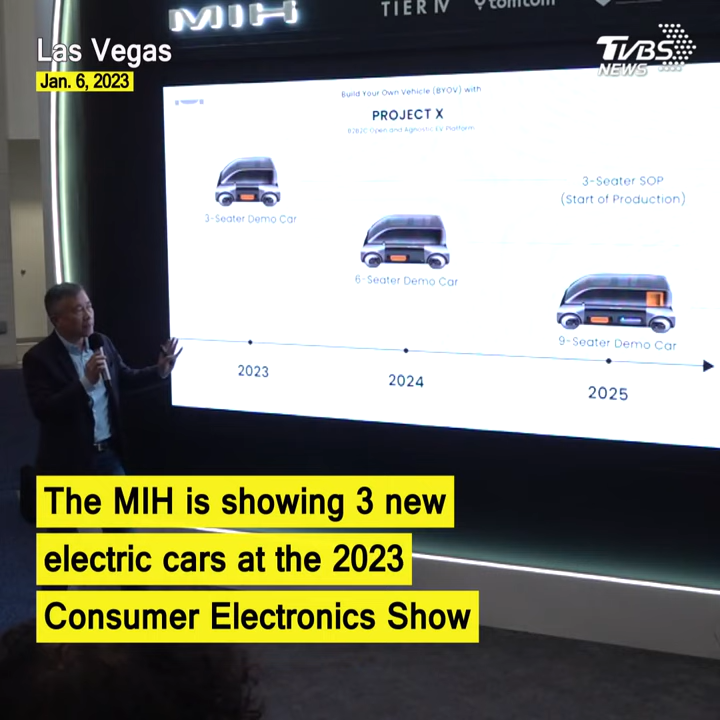 MIH
TIER IV
tomtom
Las Vegas
Jan. 6, 2023
TVBS
NEWS
Build Your Own Vehicle (BYOV) with
PROJECT X
B2B2C Open and Agnostic EV Platform
3-Seater Demo Car
6-Seater Demo Car
3-Seater SOP
(Start of Production)
9-Seater Demo Car
2023
2024
2025
The MIH is showing 3 new
electric cars at the 2023
Consumer Electronics Show